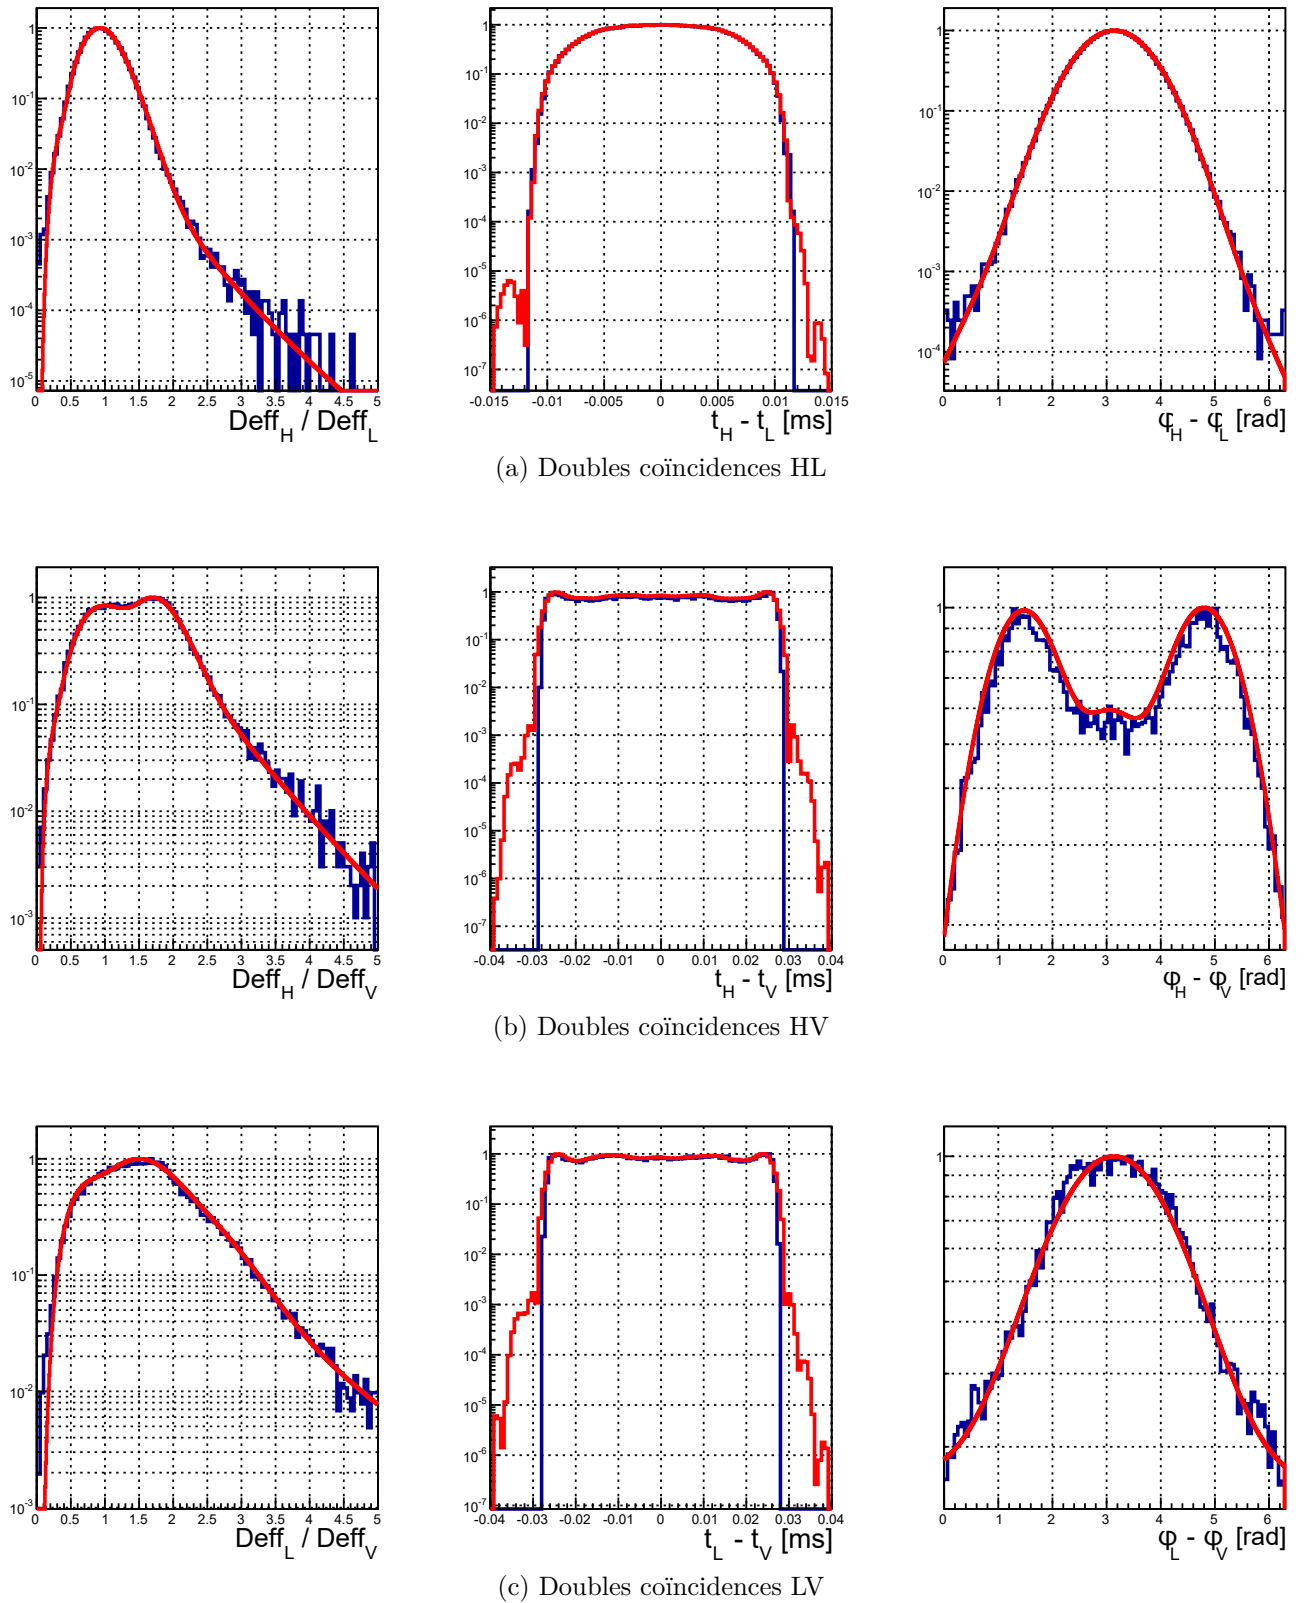 1
10^-1
10^-2
10^-3
10^-4
10^-5
0 0.5 1 1.5 2 2.5 3 3.5 4 4.5 5
Deff_H / Deff_L
1
10^-1
10^-2
10^-3
10^-4
10^-5
10^-6
10^-7
-0.015 -0.01 -0.005 0 0.005 0.01 0.015
t_H - t_L [ms]
1
10^-1
10^-2
10^-3
10^-4
0 1 2 3 4 5 6
φ_H - φ_L [rad]
(a) Doubles coïncidences HL
1
10^-1
10^-2
10^-3
0 0.5 1 1.5 2 2.5 3 3.5 4 4.5 5
Deff_H / Deff_V
1
10^-1
10^-2
10^-3
10^-4
10^-5
10^-6
10^-7
-0.04 -0.03 -0.02 -0.01 0 0.01 0.02 0.03 0.04
t_H - t_V [ms]
1
0 1 2 3 4 5 6
φ_H - φ_V [rad]
(b) Doubles coïncidences HV
1
10^-1
10^-2
10^-3
0 0.5 1 1.5 2 2.5 3 3.5 4 4.5 5
Deff_L / Deff_V
1
10^-1
10^-2
10^-3
10^-4
10^-5
10^-6
10^-7
-0.04 -0.03 -0.02 -0.01 0 0.01 0.02 0.03 0.04
t_L - t_V [ms]
1
0 1 2 3 4 5 6
φ_L - φ_V [rad]
(c) Doubles coïncidences LV